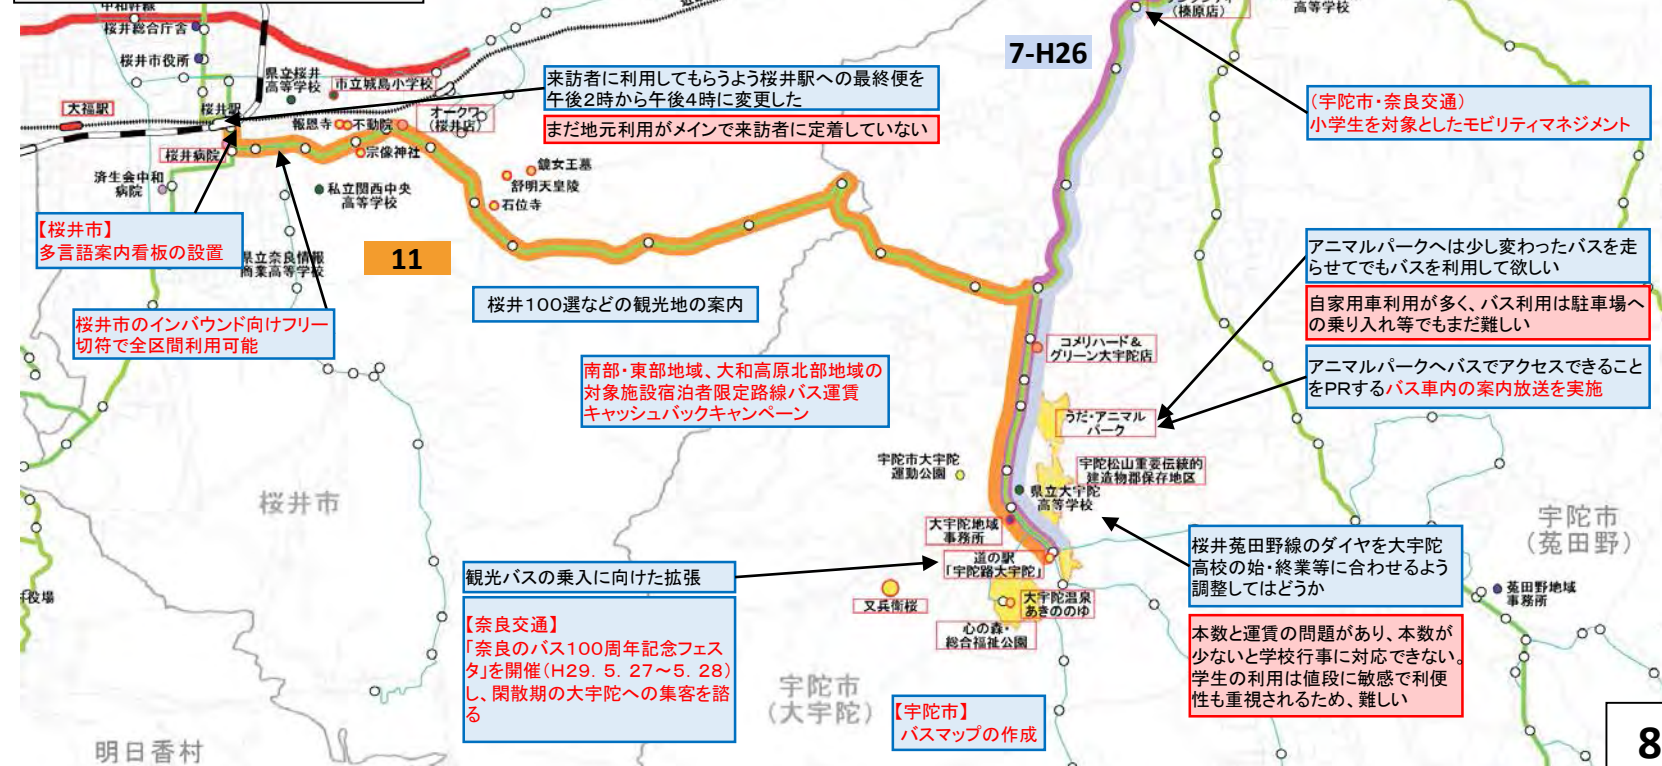 中和幹線
桜井総合庁舎
桜井市役所
県立桜井
高等学校
市立城島小学校
大福駅
桜井駅
報恩寺
不動院
オークワ
(桜井店)
宗像神社
桜井病院
済生会中和
病院
私立関西中央
高等学校
鏡女王墓
舒明天皇陵
石位寺
来訪者に利用してもらうよう桜井駅への最終便を
午後2時から午後4時に変更した
まだ地元利用がメインで来訪者に定着していない
7-H26
(榛原店)
高等学校
(宇陀市・奈良交通)
小学生を対象としたモビリティマネジメント
【桜井市】
多言語案内看板の設置
県立奈良情報
商業高等学校
11
桜井市のインバウンド向けフリー
切符で全区間利用可能
桜井100選などの観光地の案内
南部・東部地域、大和高原北部地域の
対象施設宿泊者限定路線バス運賃
キャッシュバックキャンペーン
アニマルパークへは少し変わったバスを走
らせてでもバスを利用して欲しい
自家用車利用が多く、バス利用は駐車場へ
の乗り入れ等でもまだ難しい
アニマルパークへバスでアクセスできること
をPRするバス車内の案内放送を実施
コメリハード&
グリーン大宇陀店
うだ・アニマル
パーク
宇陀市大宇陀
運動公園
宇陀松山重要伝統的
建造物群保存地区
県立大宇陀
高等学校
大宇陀地域
事務所
道の駅
「宇陀路大宇陀」
又兵衛桜
大宇陀温泉
あきののゆ
心の森・
総合福祉公園
桜井市
宇陀市
(菟田野)
菟田野地域
事務所
桜井菟田野線のダイヤを大宇陀
高校の始・終業等に合わせるよう
調整してはどうか
本数と運賃の問題があり、本数が
少ないと学校行事に対応できない。
学生の利用は値段に敏感で利便
性も重視されるため、難しい
観光バスの乗入に向けた拡張
【奈良交通】
「奈良のバス100周年記念フェス
タ」を開催(H29.5.27~5.28)
し、閑散期の大宇陀への集客を諮
る
宇陀市
(大宇陀)
【宇陀市】
バスマップの作成
明日香村
役場
8